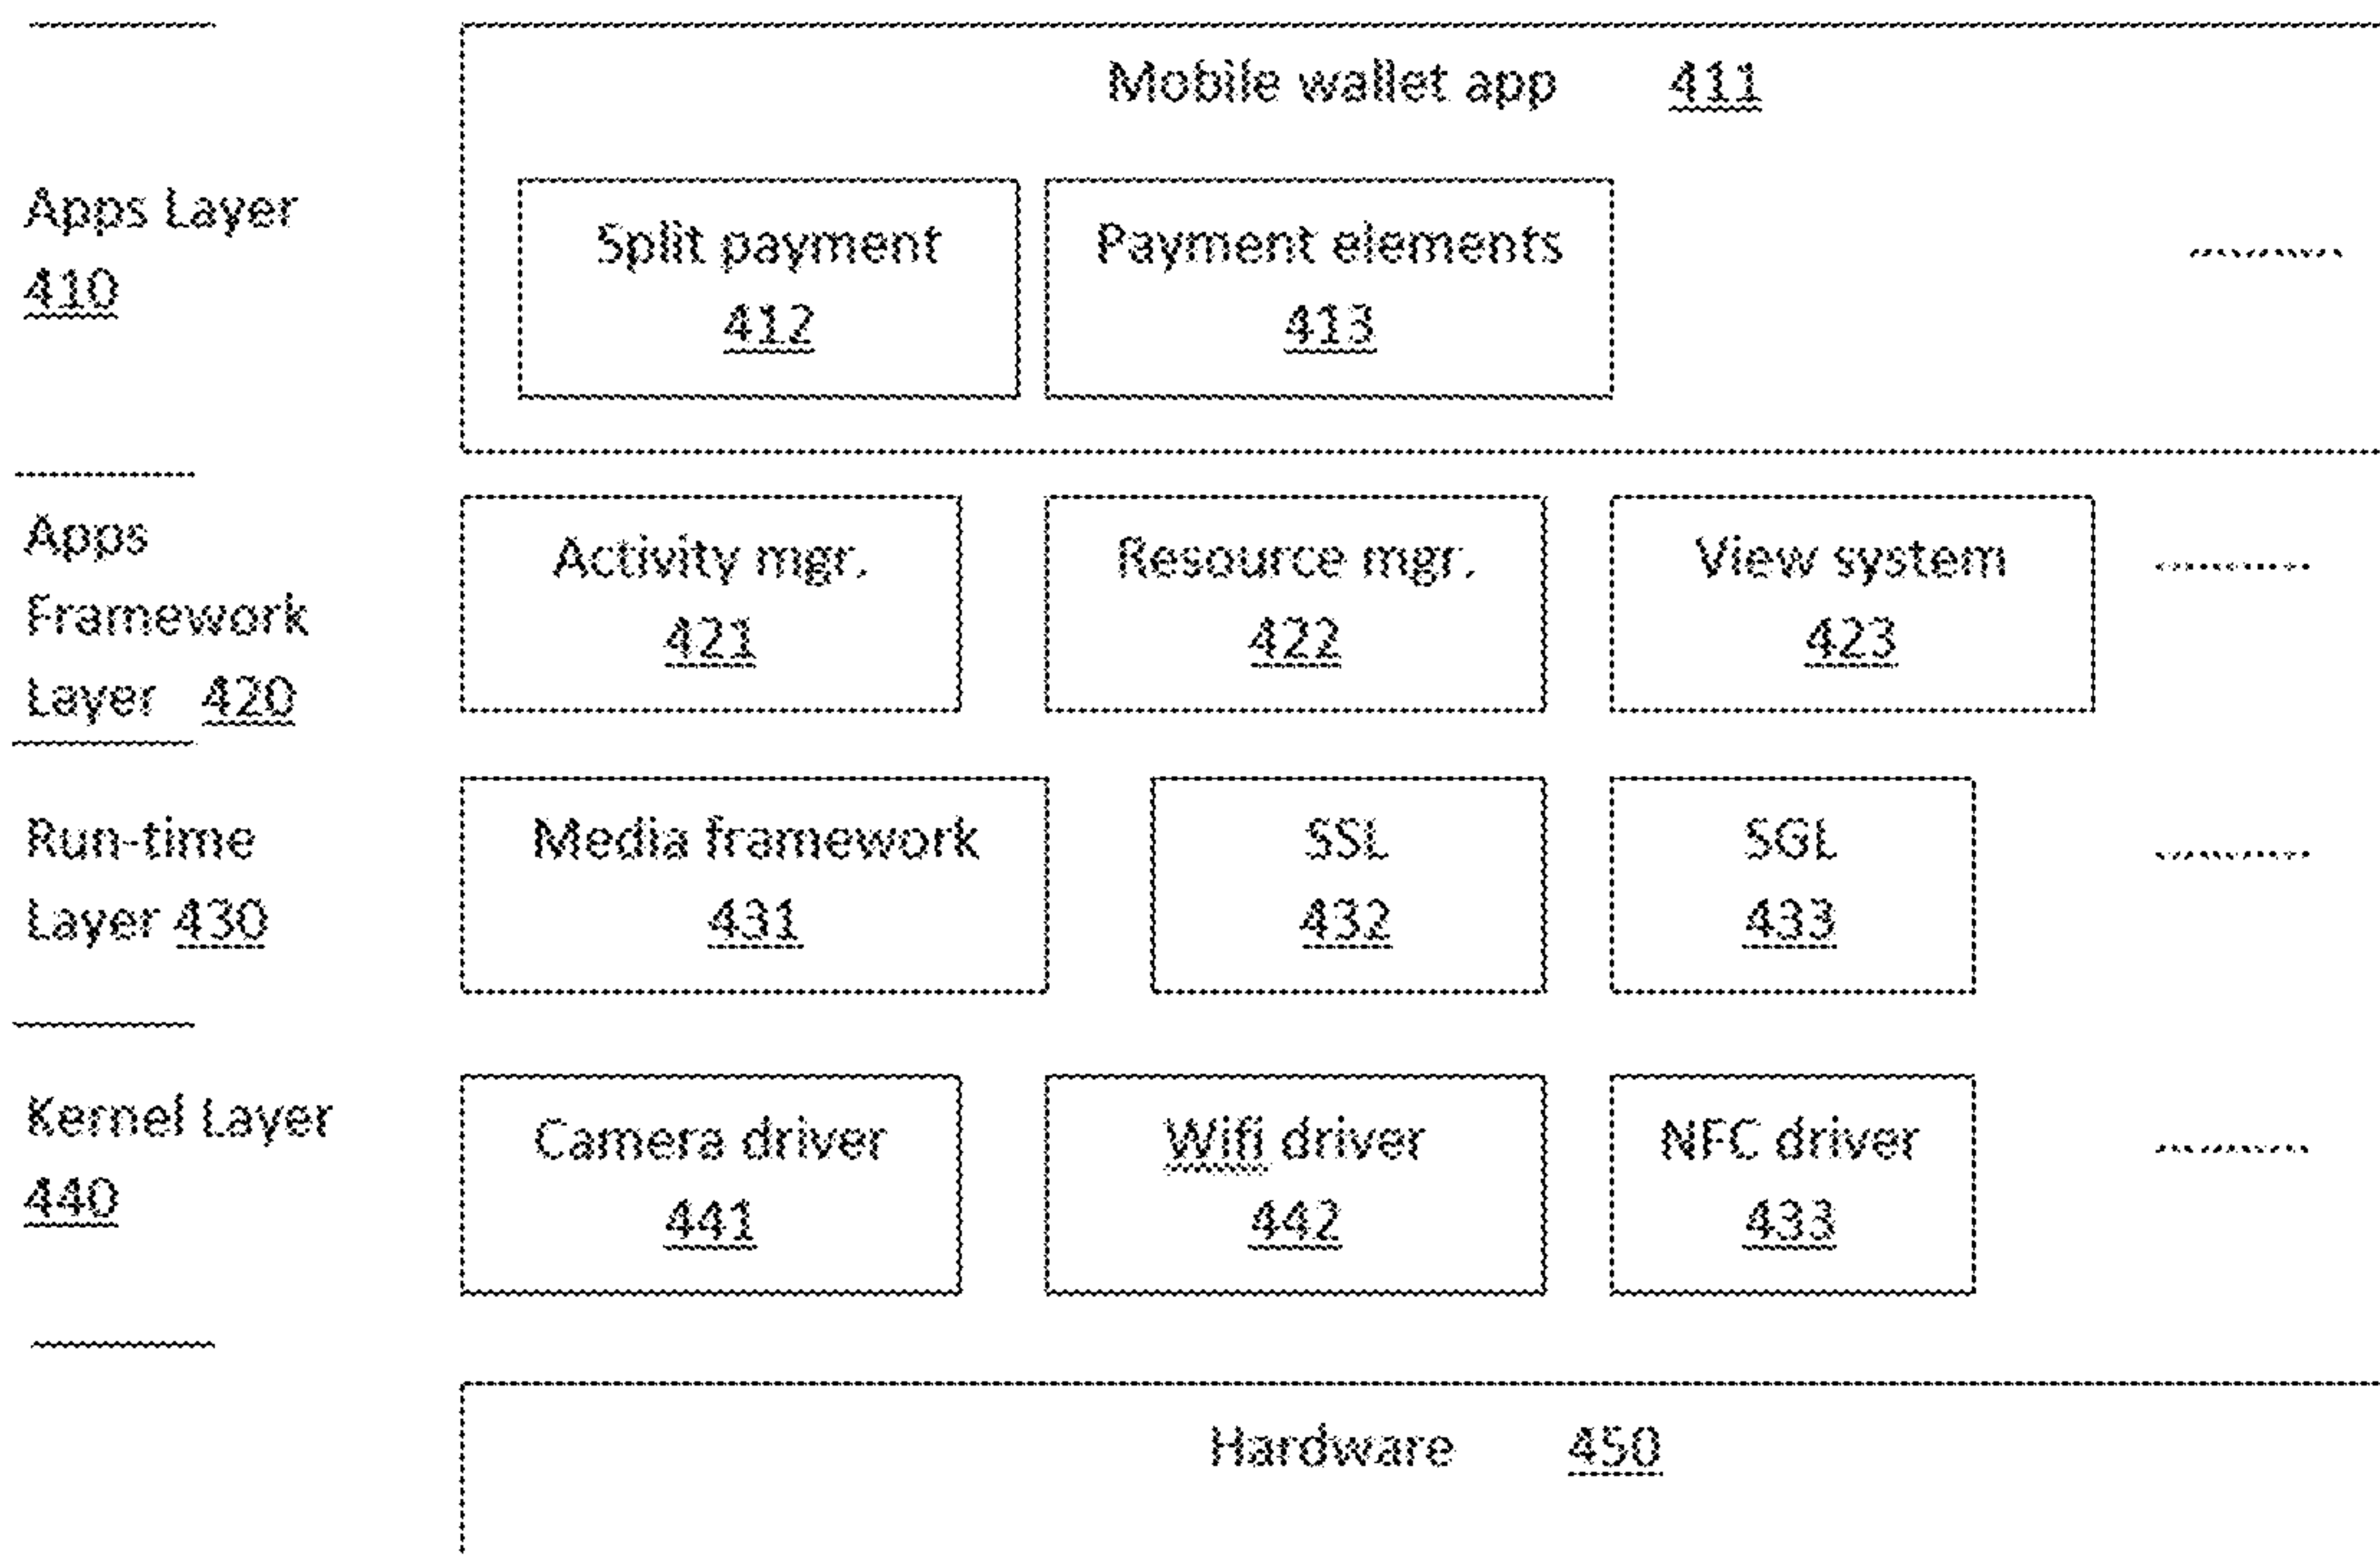 Mobile wallet app 411
Apps Layer
410
Split payment
412
Payment elements
413
Apps
Framework
Layer 420
Activity mgr.
421
Resource mgr.
422
View system
423
Run-time
Layer 430
Media framework
431
SSL
432
SGL
433
Kernel Layer
440
Camera driver
441
Wifi driver
442
NFC driver
433
Hardware 450